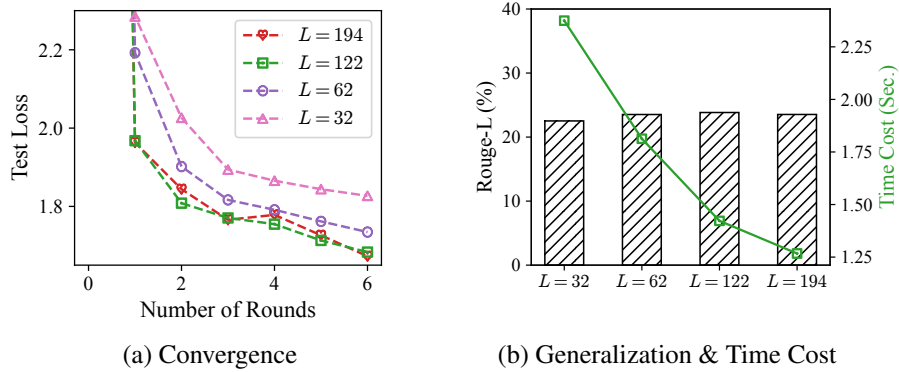 2.2
2.0
1.8
Test Loss
0
2
4
6
Number of Rounds
L = 194
L = 122
L = 62
L = 32
(a) Convergence
40
30
20
10
0
Rouge-L (%)
2.25
2.00
1.75
1.50
1.25
Time Cost (Sec.)
L = 32
L = 62
L = 122
L = 194
(b) Generalization & Time Cost